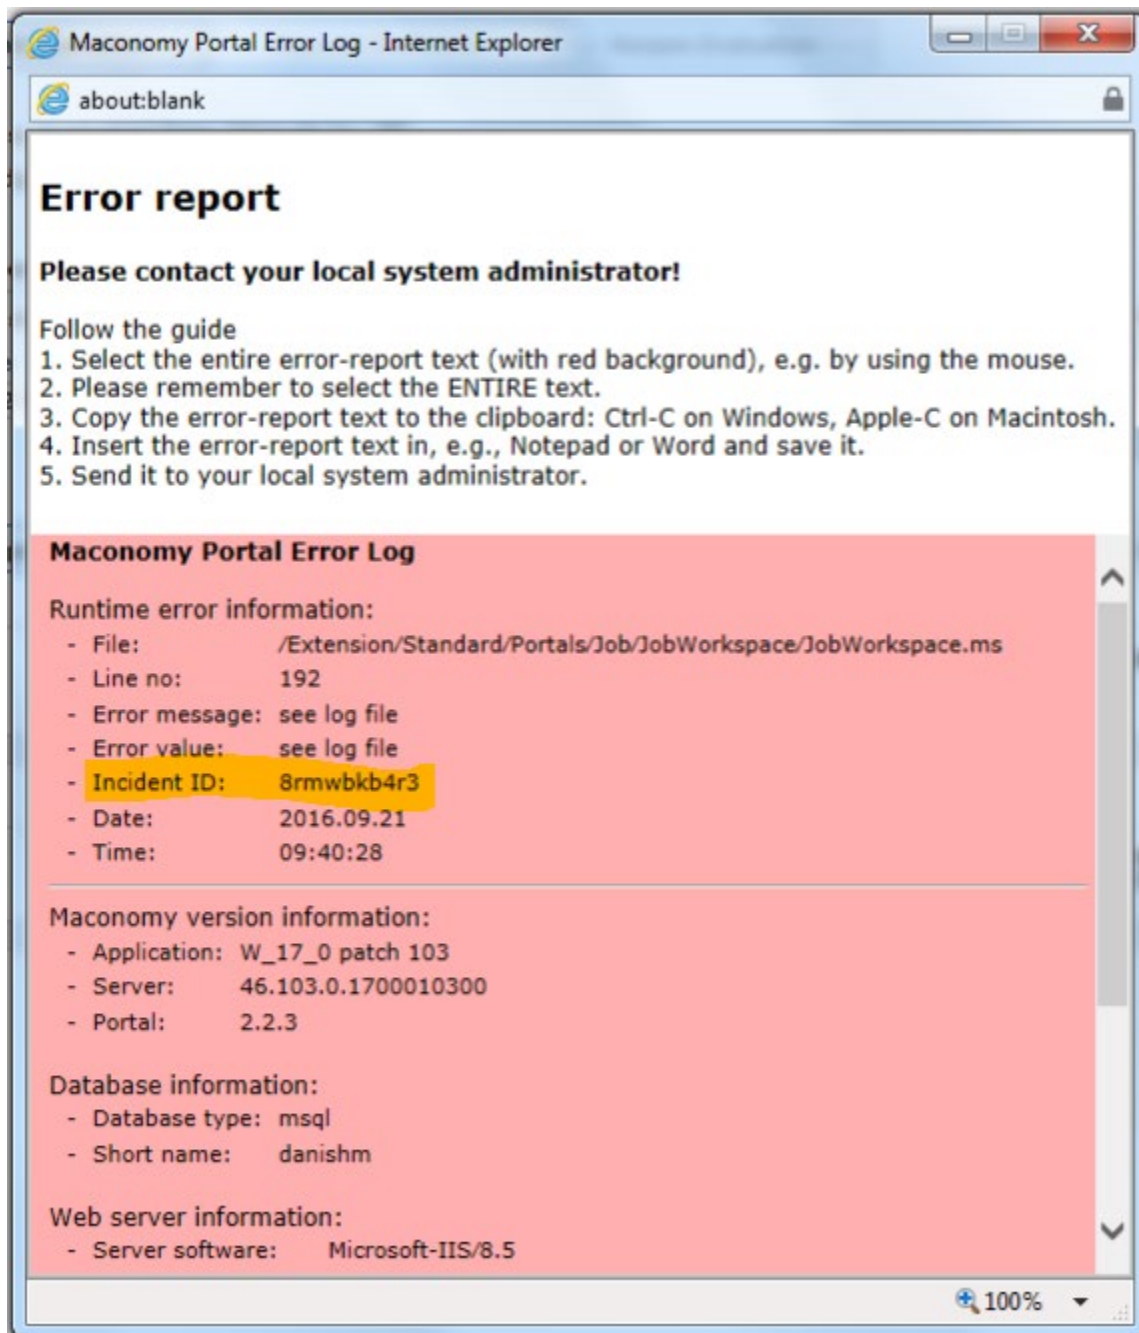 Maconomy Portal Error Log - Internet Explorer
about:blank
Error report
Please contact your local system administrator!
Follow the guide
1. Select the entire error-report text (with red background), e.g. by using the mouse.
2. Please remember to select the ENTIRE text.
3. Copy the error-report text to the clipboard: Ctrl-C on Windows, Apple-C on Macintosh.
4. Insert the error-report text in, e.g., Notepad or Word and save it.
5. Send it to your local system administrator.
Maconomy Portal Error Log
Runtime error information:
- File: /Extension/Standard/Portals/Job/JobWorkspace/JobWorkspace.ms
- Line no: 192
- Error message: see log file
- Error value: see log file
- Incident ID: 8rmwbkb4r3
- Date: 2016.09.21
- Time: 09:40:28
Maconomy version information:
- Application: W_17_0 patch 103
- Server: 46.103.0.1700010300
- Portal: 2.2.3
Database information:
- Database type: msql
- Short name: danishm
Web server information:
- Server software: Microsoft-IIS/8.5
100%